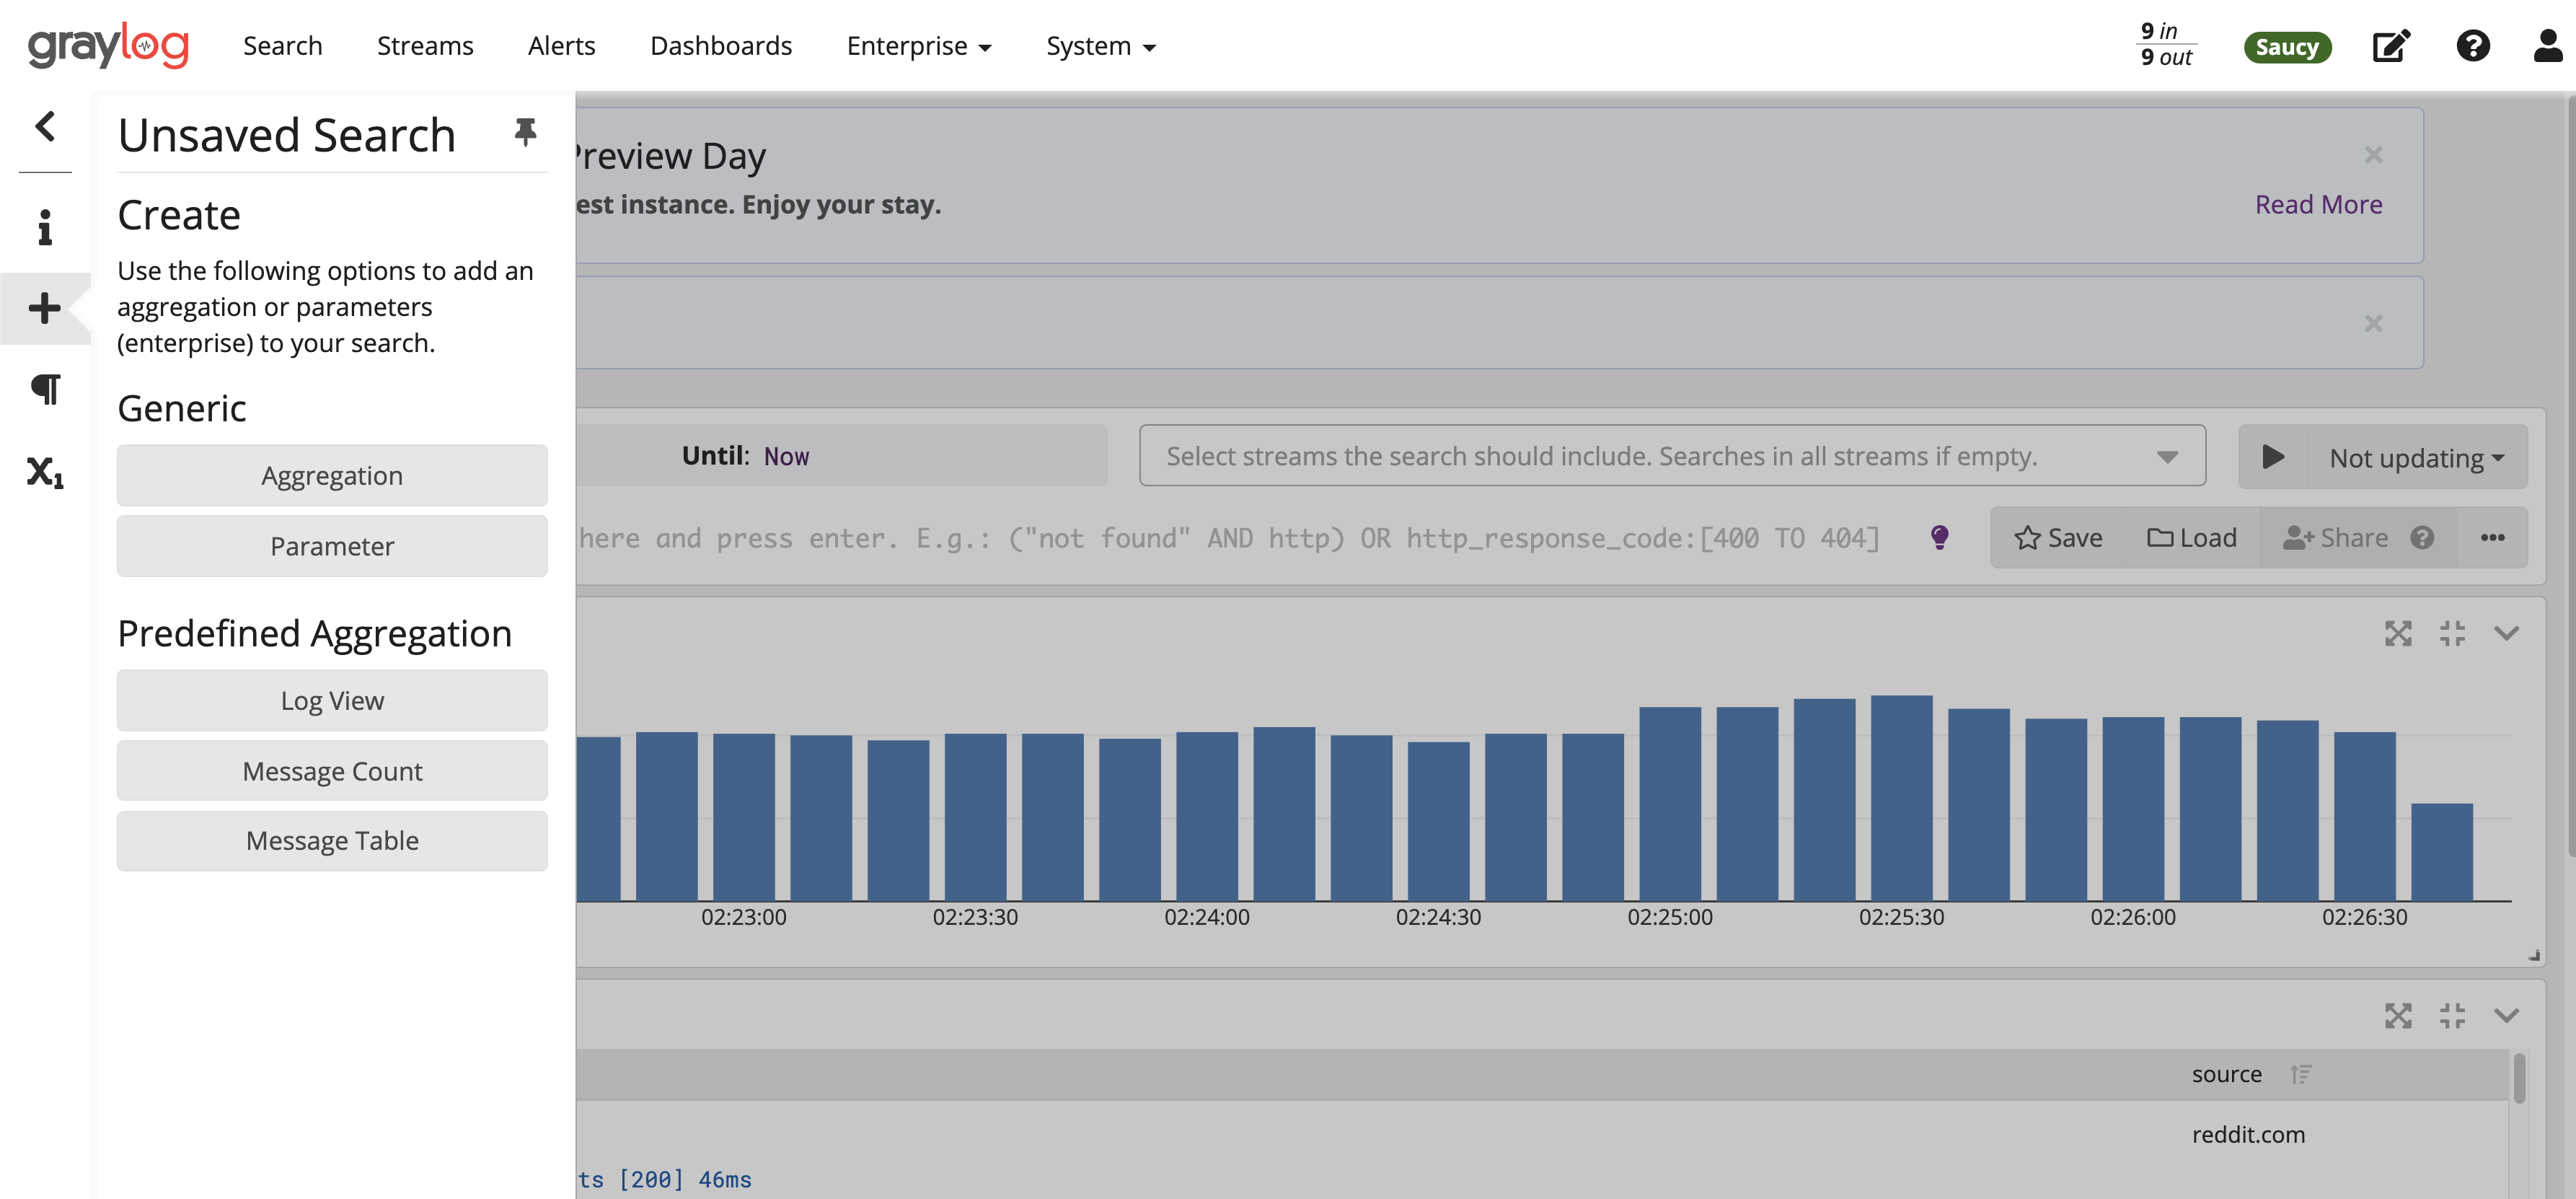 graylog Search Streams Alerts Dashboards Enterprise System
9 in
9 out
Saucy
Unsaved Search
Create
Use the following options to add an
aggregation or parameters
(enterprise) to your search.
Generic
Aggregation
Parameter
Predefined Aggregation
Log View
Message Count
Message Table
X1
Preview Day
est instance. Enjoy your stay.
Read More
Until: Now
Select streams the search should include. Searches in all streams if empty.
Not updating
here and press enter. E.g.: ("not found" AND http) OR http_response_code:[400 TO 404]
Save Load Share
02:23:00 02:23:30 02:24:00 02:24:30 02:25:00 02:25:30 02:26:00 02:26:30
source
reddit.com
ts [200] 46ms